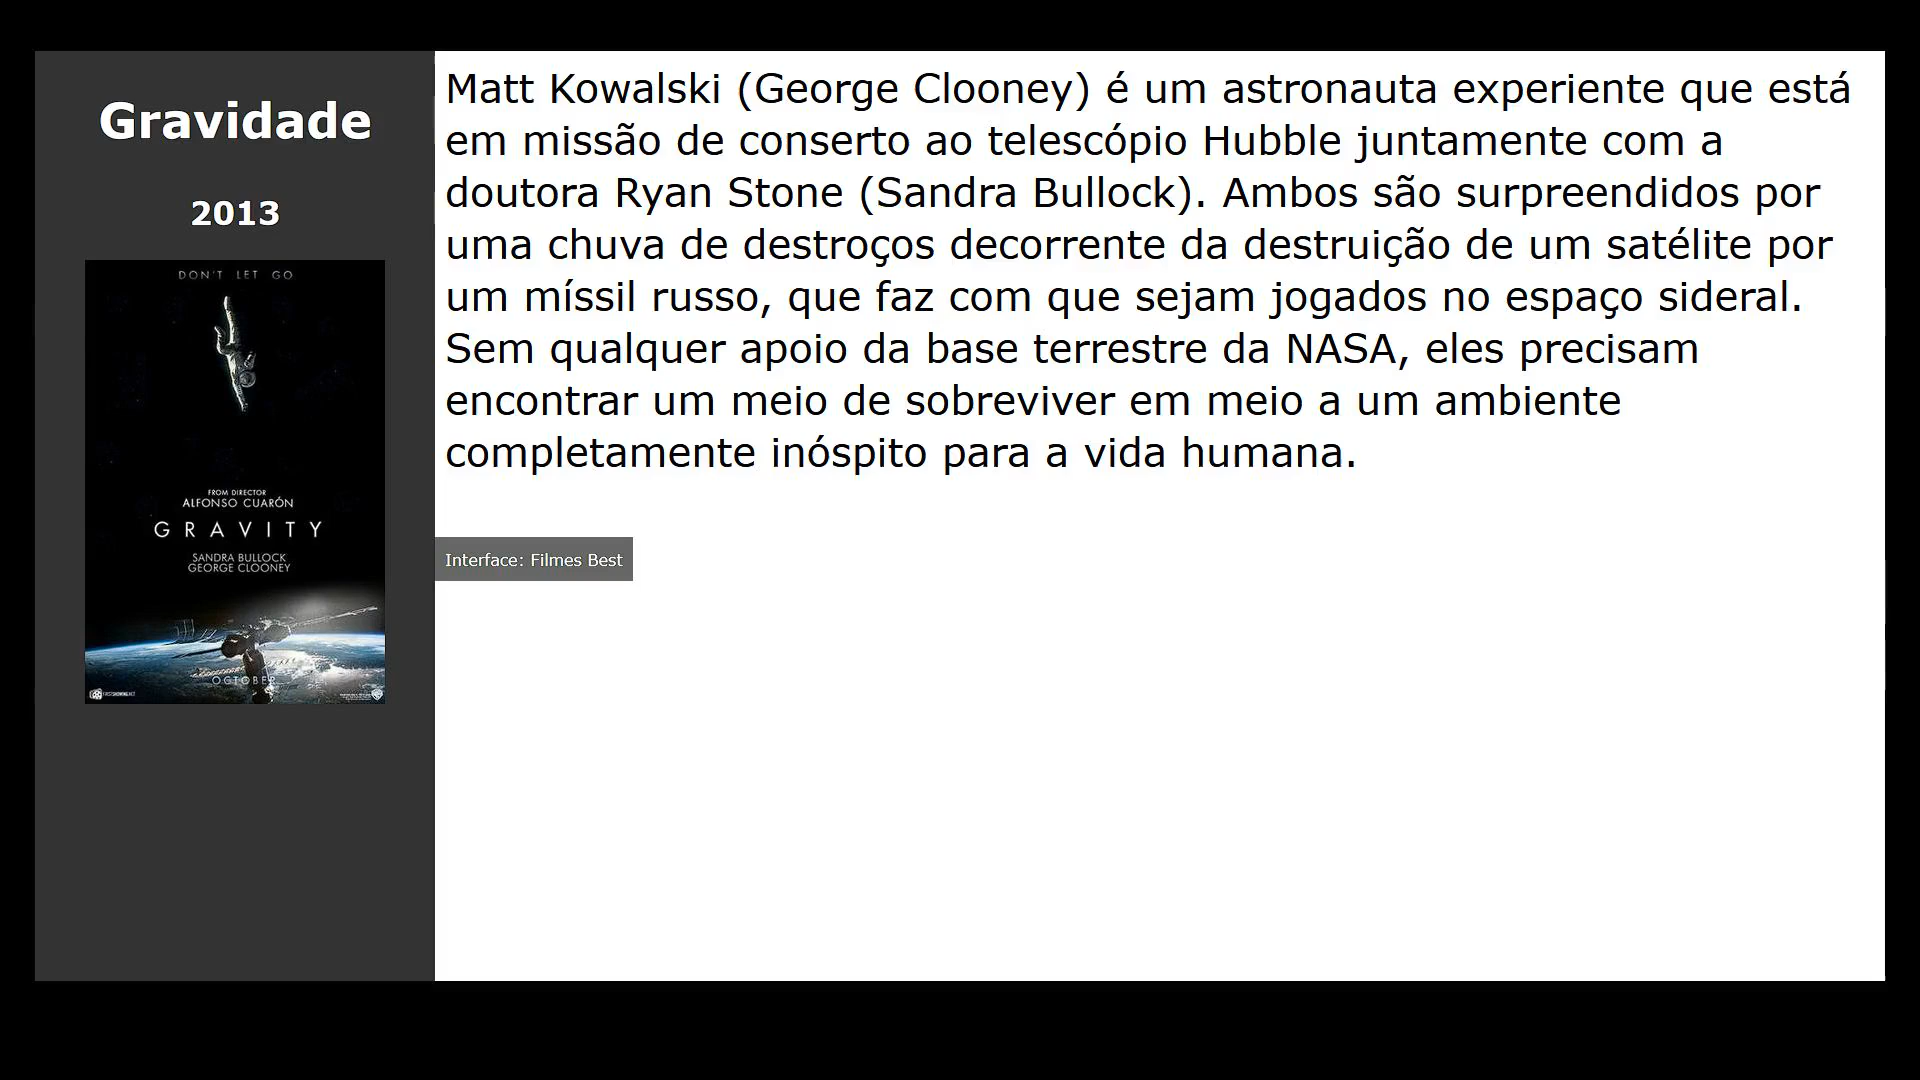 Gravidade
2013
DON'T LET GO
FROM DIRECTOR
ALFONSO CUARÓN
GRAVITY
SANDRA BULLOCK
GEORGE CLOONEY
OCTOBER
Matt Kowalski (George Clooney) é um astronauta experiente que está
em missão de conserto ao telescópio Hubble juntamente com a
doutora Ryan Stone (Sandra Bullock). Ambos são surpreendidos por
uma chuva de destroços decorrente da destruição de um satélite por
um míssil russo, que faz com que sejam jogados no espaço sideral.
Sem qualquer apoio da base terrestre da NASA, eles precisam
encontrar um meio de sobreviver em meio a um ambiente
completamente inóspito para a vida humana.
Interface: Filmes Best